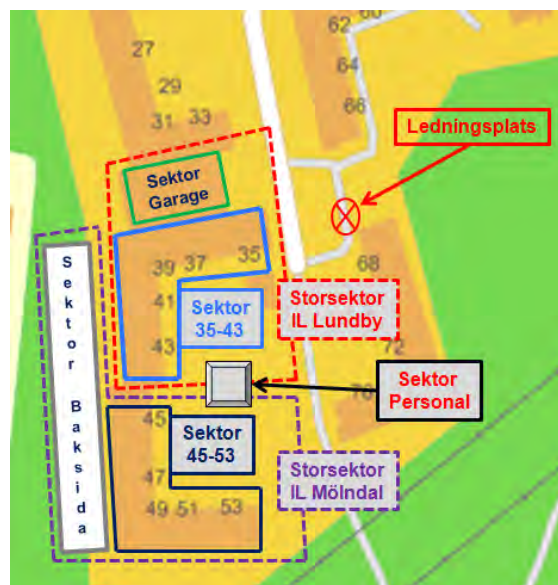 60
62
27
64
29
66
31 33
Ledningsplats
Sektor
Garage
35
39 37
68
41
Sektor
35-43
Storsektor
IL Lundby
43
72
Sektor
Personal
70
Sektor Baksida
45
Sektor
45-53
47
Storsektor
IL Mölndal
49 51 53